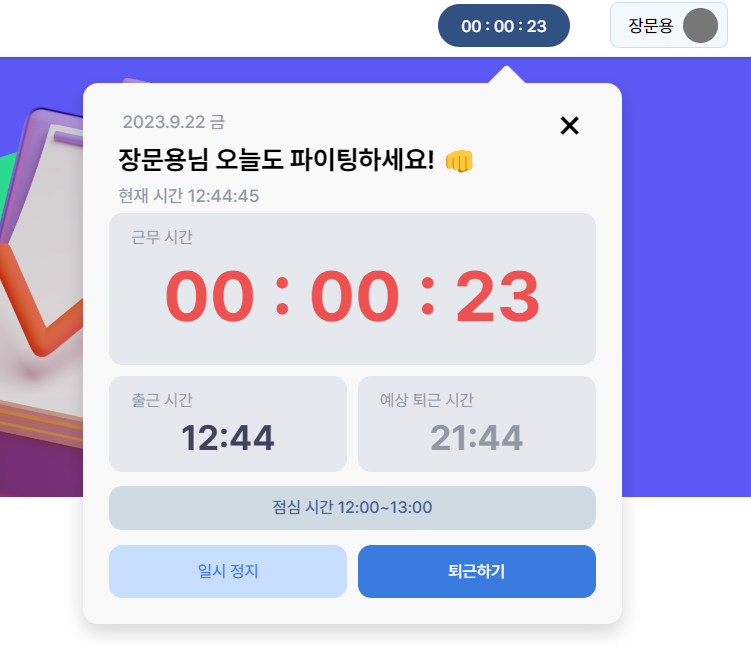 00 : 00 : 23
장문용
2023.9.22 금
장문용님 오늘도 파이팅하세요! 👊
현재 시간 12:44:45
근무 시간
00 : 00 : 23
출근 시간
12:44
예상 퇴근 시간
21:44
점심 시간 12:00~13:00
일시 정지
퇴근하기